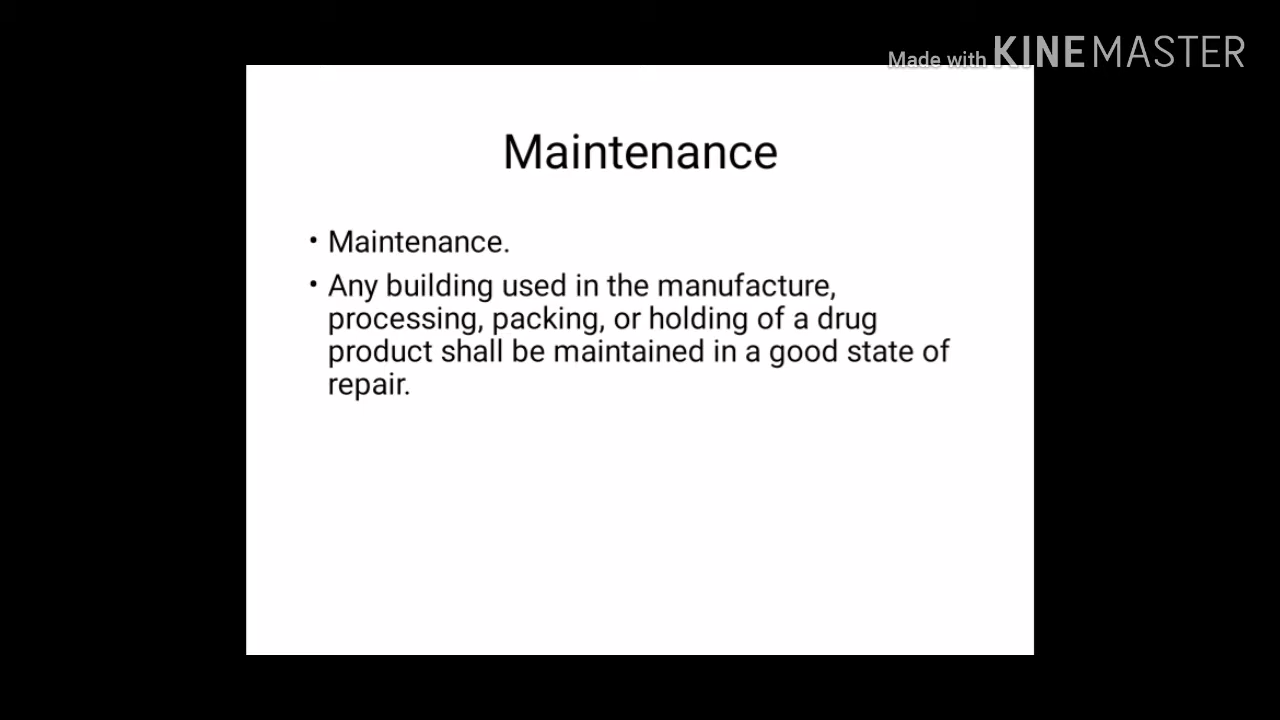 Made with KINEMASTER
Maintenance
• Maintenance.
• Any building used in the manufacture,
processing, packing, or holding of a drug
product shall be maintained in a good state of
repair.